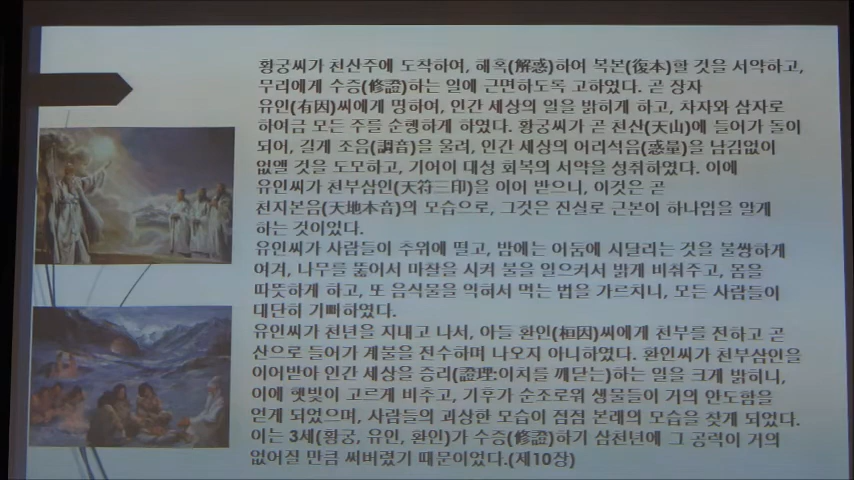 황궁씨가 천산주에 도착하여, 해혹(解惑)하여 복본(復本)할 것을 서약하고,
무리에게 수증(修證)하는 일에 근면하도록 고하였다. 곧 장자
유인(有因)씨에게 명하여, 인간 세상의 일을 밝히게 하고, 차자와 삼자로
하여금 모든 주를 순행하게 하였다. 황궁씨가 곧 천산(天山)에 들어가 돌이
되어, 길게 조음(調音)을 울려, 인간 세상의 어리석음(惑量)을 남김없이
없앨 것을 도모하고, 기어이 대성 회복의 서약을 성취하였다. 이에
유인씨가 천부삼인(天符三印)을 이어 받으니, 이것은 곧
천지본음(天地本音)의 모습으로, 그것은 진실로 근본이 하나임을 알게
하는 것이었다.
유인씨가 사람들이 추위에 떨고, 밤에는 어둠에 시달리는 것을 불쌍하게
여겨, 나무를 뚫어서 마찰을 시켜 불을 일으켜서 밝게 비춰주고, 몸을
따뜻하게 하고, 또 음식물을 익혀서 먹는 법을 가르치니, 모든 사람들이
대단히 기뻐하였다.
유인씨가 천년을 지내고 나서, 아들 환인(桓因)씨에게 천부를 전하고 곧
산으로 들어가 계불을 전수하며 나오지 아니하였다. 환인씨가 천부삼인을
이어받아 인간 세상을 증리(證理:이치를 깨닫는)하는 일을 크게 밝히니,
이에 햇빛이 고르게 비추고, 기후가 순조로워 생물들이 거의 안도함을
얻게 되었으며, 사람들의 괴상한 모습이 점점 본래의 모습을 찾게 되었다.
이는 3세(황궁, 유인, 환인)가 수증(修證)하기 삼천년에 그 공력이 거의
없어질 만큼 써버렸기 때문이었다.(제10장)